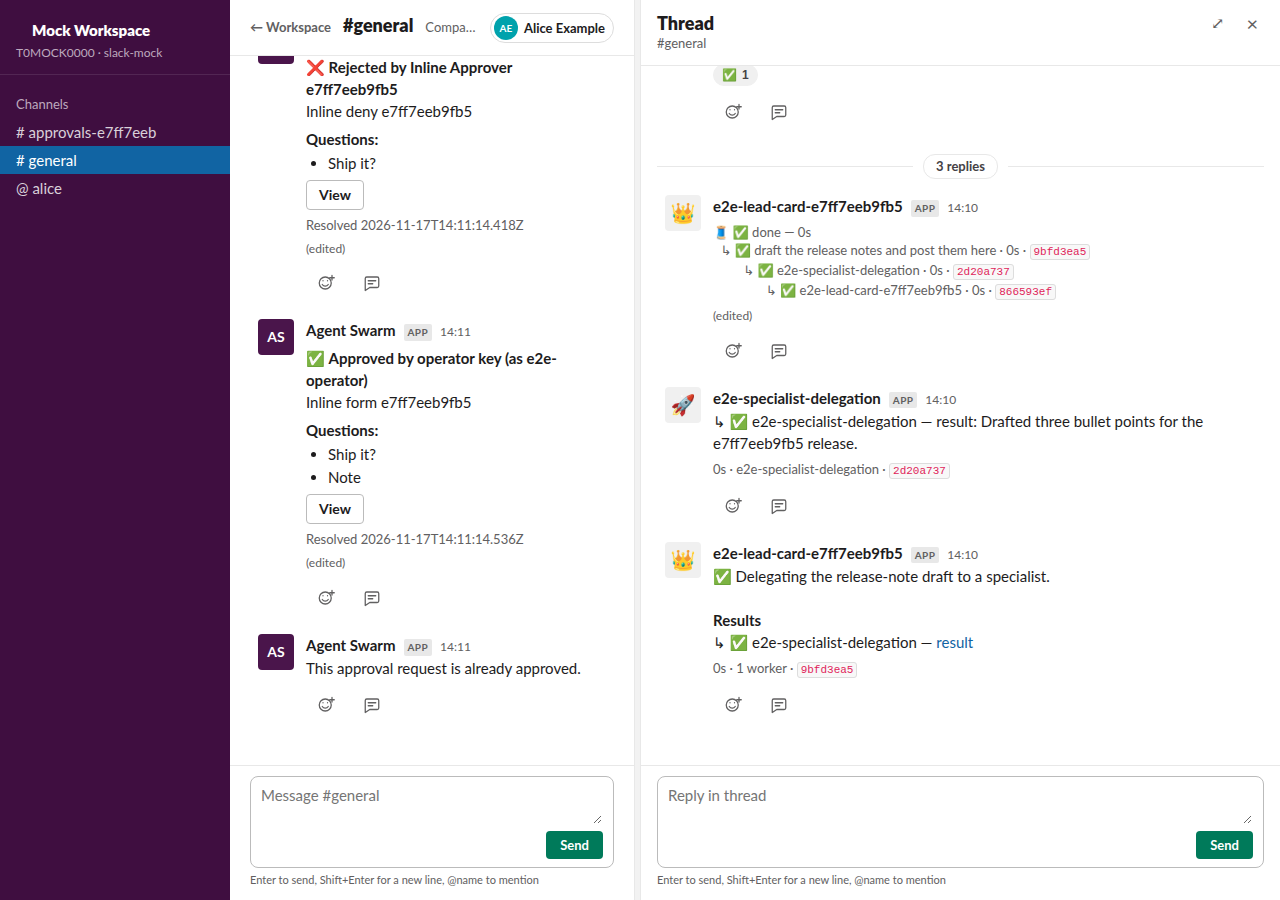 Mock Workspace
T0MOCK0000 · slack-mock
Channels
# approvals-e7ff7eeb
# general
@ alice
← Workspace
#general
Compa...
AE
Alice Example
❌ Rejected by Inline Approver
e7ff7eeb9fb5
Inline deny e7ff7eeb9fb5
Questions:
• Ship it?
View
Resolved 2026-11-17T14:11:14.418Z
(edited)
AS
Agent Swarm APP 14:11
✅ Approved by operator key (as e2e-
operator)
Inline form e7ff7eeb9fb5
Questions:
• Ship it?
• Note
View
Resolved 2026-11-17T14:11:14.536Z
(edited)
AS
Agent Swarm APP 14:11
This approval request is already approved.
Message #general
Send
Enter to send, Shift+Enter for a new line, @name to mention
Thread
#general
✅ 1
3 replies
e2e-lead-card-e7ff7eeb9fb5 APP 14:10
🧵 ✅ done — 0s
↳ ✅ draft the release notes and post them here · 0s · 9bfd3ea5
↳ ✅ e2e-specialist-delegation · 0s · 2d20a737
↳ ✅ e2e-lead-card-e7ff7eeb9fb5 · 0s · 866593ef
(edited)
e2e-specialist-delegation APP 14:10
↳ ✅ e2e-specialist-delegation — result: Drafted three bullet points for the
e7ff7eeb9fb5 release.
0s · e2e-specialist-delegation · 2d20a737
e2e-lead-card-e7ff7eeb9fb5 APP 14:10
✅ Delegating the release-note draft to a specialist.
Results
↳ ✅ e2e-specialist-delegation — result
0s · 1 worker · 9bfd3ea5
Reply in thread
Send
Enter to send, Shift+Enter for a new line, @name to mention